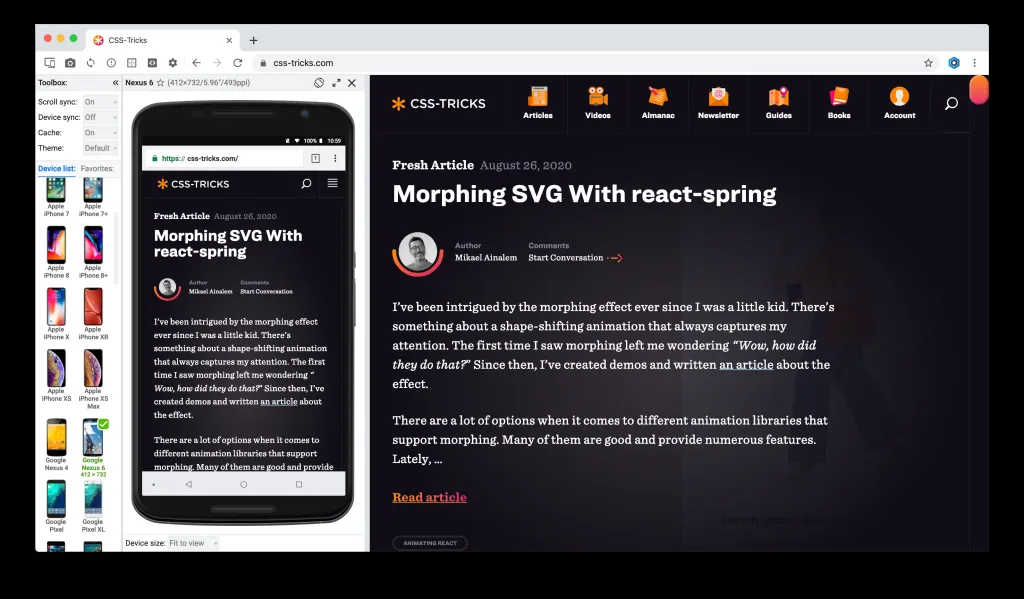 CSS-Tricks
css-tricks.com
Toolbox:
Scroll sync: On
Device sync: Off
Cache: On
Theme: Default
Device list: Favorites:
Apple iPhone 7
Apple iPhone 7+
Apple iPhone 8
Apple iPhone 8+
Apple iPhone X
Apple iPhone XR
Apple iPhone XS
Apple iPhone XS Max
Google Nexus 4
Google Nexus 6
412 × 732
Google Pixel
Google Pixel XL
Nexus 6 (412×732/5.96"/493ppi)
100% 10:59
https://css-tricks.com/
1
CSS-TRICKS
Fresh Article August 26, 2020
Morphing SVG With
react-spring
Author
Mikael Ainalem
Comments
Start Conversation
I've been intrigued by the morphing effect
ever since I was a little kid. There's
something about a shape-shifting animation
that always captures my attention. The first
time I saw morphing left me wondering “
Wow, how did they do that?” Since then, I've
created demos and written an article about
the effect.
There are a lot of options when it comes to
different animation libraries that support
morphing. Many of them are good and provide
Device size: Fit to view
CSS-TRICKS
Articles
Videos
Almanac
Newsletter
Guides
Books
Account
Fresh Article August 26, 2020
Morphing SVG With react-spring
Author
Mikael Ainalem
Comments
Start Conversation
I've been intrigued by the morphing effect ever since I was a little kid. There's
something about a shape-shifting animation that always captures my
attention. The first time I saw morphing left me wondering “Wow, how did
they do that?” Since then, I've created demos and written an article about the
effect.
There are a lot of options when it comes to different animation libraries that
support morphing. Many of them are good and provide numerous features.
Lately, ...
Read article
ANIMATING REACT